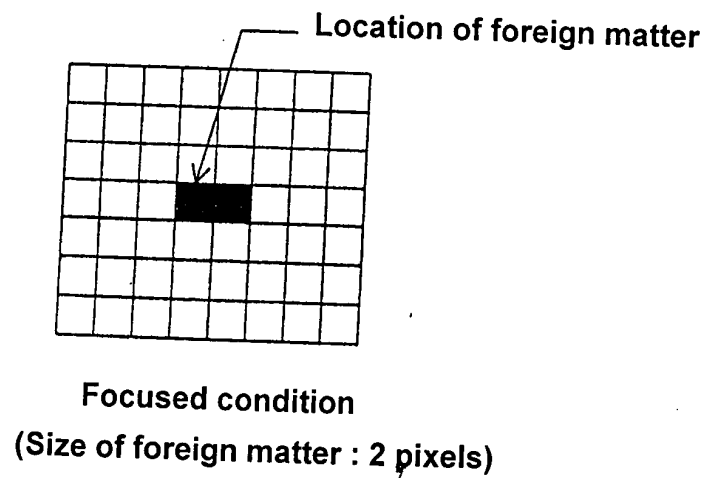 Location of foreign matter
Focused condition
(Size of foreign matter : 2 pixels)